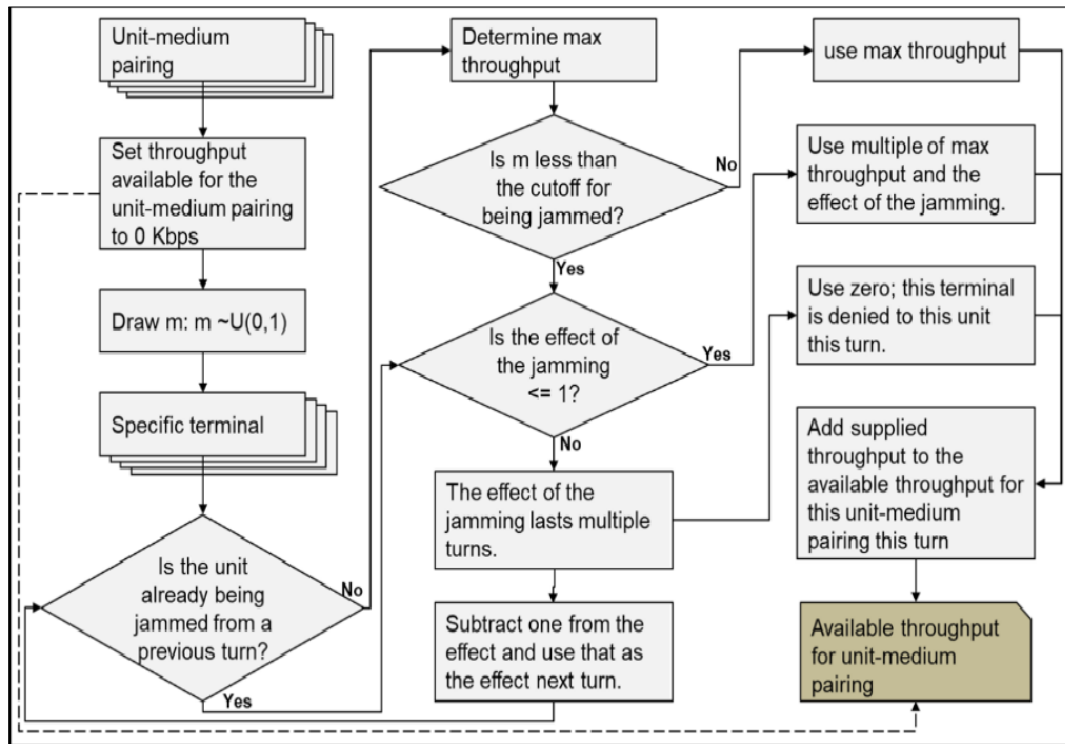 Unit-medium
pairing
Set throughput
available for the
unit-medium pairing
to 0 Kbps
Draw m: m ~U(0,1)
Specific terminal
Is the unit
already being
jammed from a
previous turn?
No
Yes
Determine max
throughput
Is m less than
the cutoff for
being jammed?
No
Yes
Is the effect of
the jamming
<= 1?
Yes
No
The effect of the
jamming lasts multiple
turns.
Subtract one from the
effect and use that as
the effect next turn.
use max throughput
Use multiple of max
throughput and the
effect of the jamming.
Use zero; this terminal
is denied to this unit
this turn.
Add supplied
throughput to the
available throughput for
this unit-medium
pairing this turn
Available throughput
for unit-medium
pairing